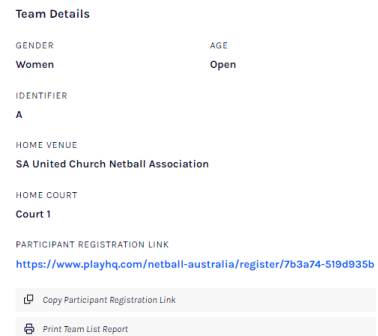 Team Details
GENDER AGE
Women Open
IDENTIFIER
A
HOME VENUE
SA United Church Netball Association
HOME COURT
Court 1
PARTICIPANT REGISTRATION LINK
https://www.playhq.com/netball-australia/register/7b3a74-519d935b
Copy Participant Registration Link
Print Team List Report